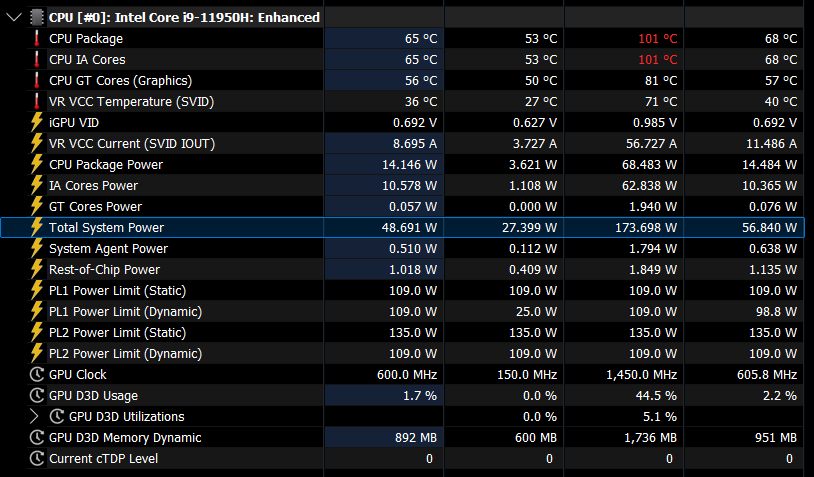 CPU [#0]: Intel Core i9-11950H: Enhanced
CPU Package 65 °C 53 °C 101 °C 68 °C
CPU IA Cores 65 °C 53 °C 101 °C 68 °C
CPU GT Cores (Graphics) 56 °C 50 °C 81 °C 57 °C
VR VCC Temperature (SVID) 36 °C 27 °C 71 °C 40 °C
iGPU VID 0.692 V 0.627 V 0.985 V 0.692 V
VR VCC Current (SVID IOUT) 8.695 A 3.727 A 56.727 A 11.486 A
CPU Package Power 14.146 W 3.621 W 68.483 W 14.484 W
IA Cores Power 10.578 W 1.108 W 62.838 W 10.365 W
GT Cores Power 0.057 W 0.000 W 1.940 W 0.076 W
Total System Power 48.691 W 27.399 W 173.698 W 56.840 W
System Agent Power 0.510 W 0.112 W 1.794 W 0.638 W
Rest-of-Chip Power 1.018 W 0.409 W 1.849 W 1.135 W
PL1 Power Limit (Static) 109.0 W 109.0 W 109.0 W 109.0 W
PL1 Power Limit (Dynamic) 109.0 W 25.0 W 109.0 W 98.8 W
PL2 Power Limit (Static) 135.0 W 135.0 W 135.0 W 135.0 W
PL2 Power Limit (Dynamic) 109.0 W 109.0 W 109.0 W 109.0 W
GPU Clock 600.0 MHz 150.0 MHz 1,450.0 MHz 605.8 MHz
GPU D3D Usage 1.7 % 0.0 % 44.5 % 2.2 %
GPU D3D Utilizations 0.0 % 5.1 %
GPU D3D Memory Dynamic 892 MB 600 MB 1,736 MB 951 MB
Current cTDP Level 0 0 0 0